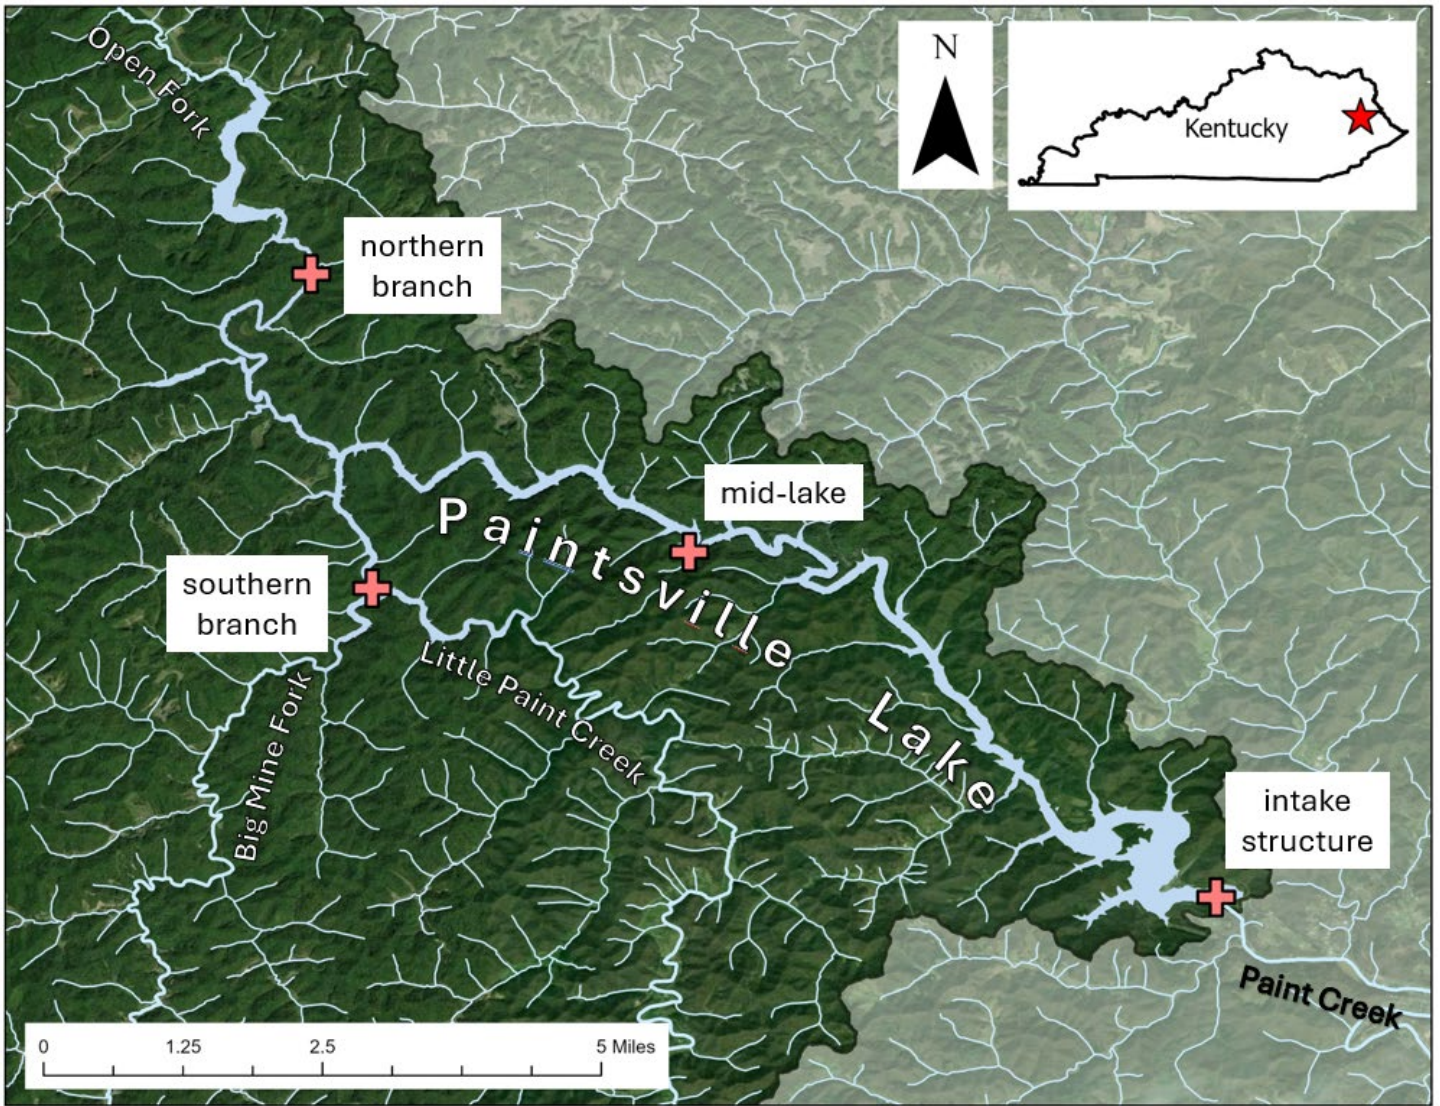 Open Fork
N
Kentucky
northern
branch
mid-lake
Paintsville
Lake
southern
branch
Little Paint Creek
Big Mine Fork
intake
structure
Paint Creek
0 1.25 2.5 5 Miles